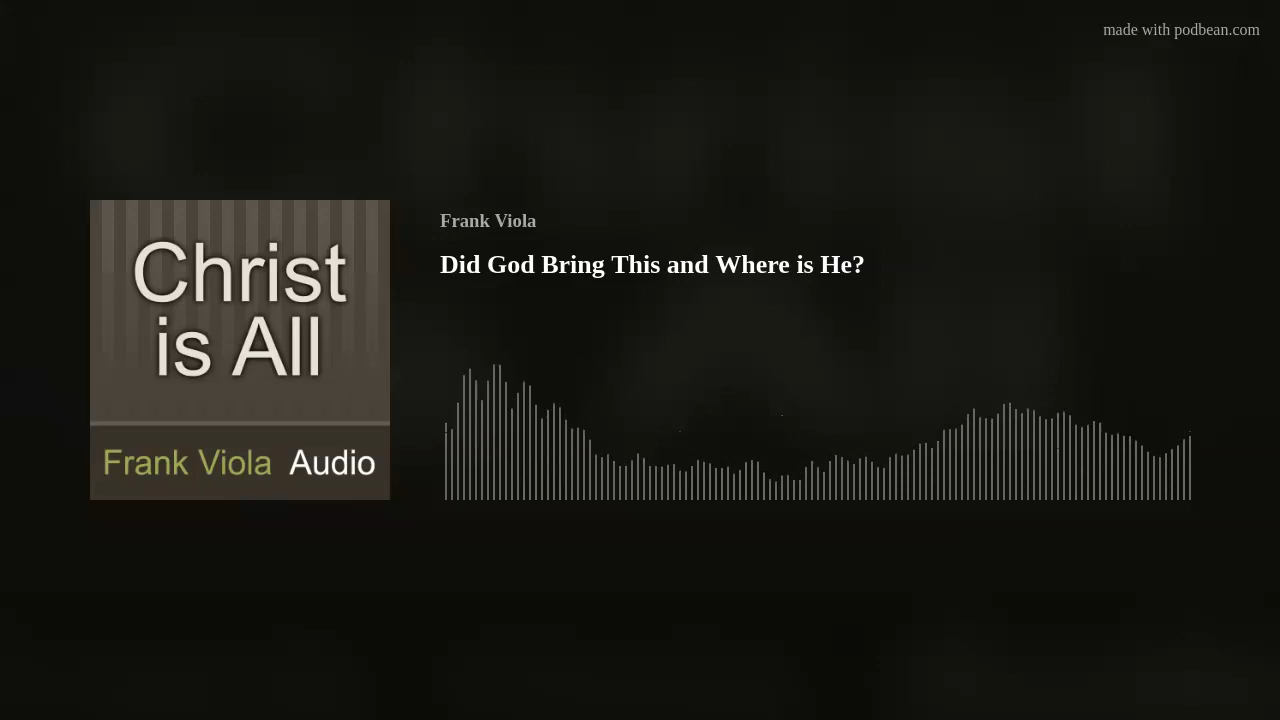 made with podbean.com
Christ
is All
Frank Viola Audio
Frank Viola
Did God Bring This and Where is He?